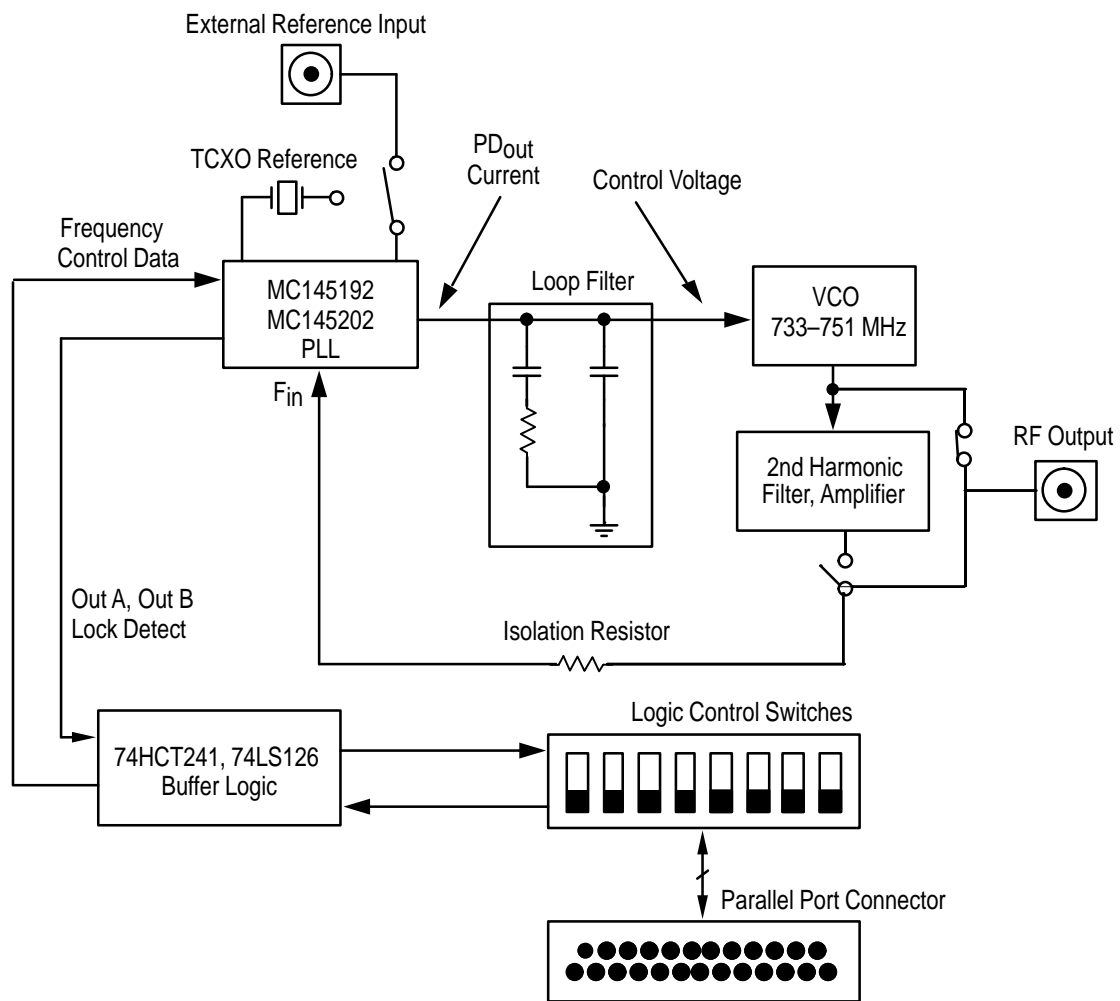 External Reference Input
TCXO Reference
PDout
Current
Control Voltage
Frequency
Control Data
MC145192
MC145202
PLL
Loop Filter
VCO
733–751 MHz
Fin
2nd Harmonic
Filter, Amplifier
RF Output
Out A, Out B
Lock Detect
Isolation Resistor
Logic Control Switches
74HCT241, 74LS126
Buffer Logic
Parallel Port Connector